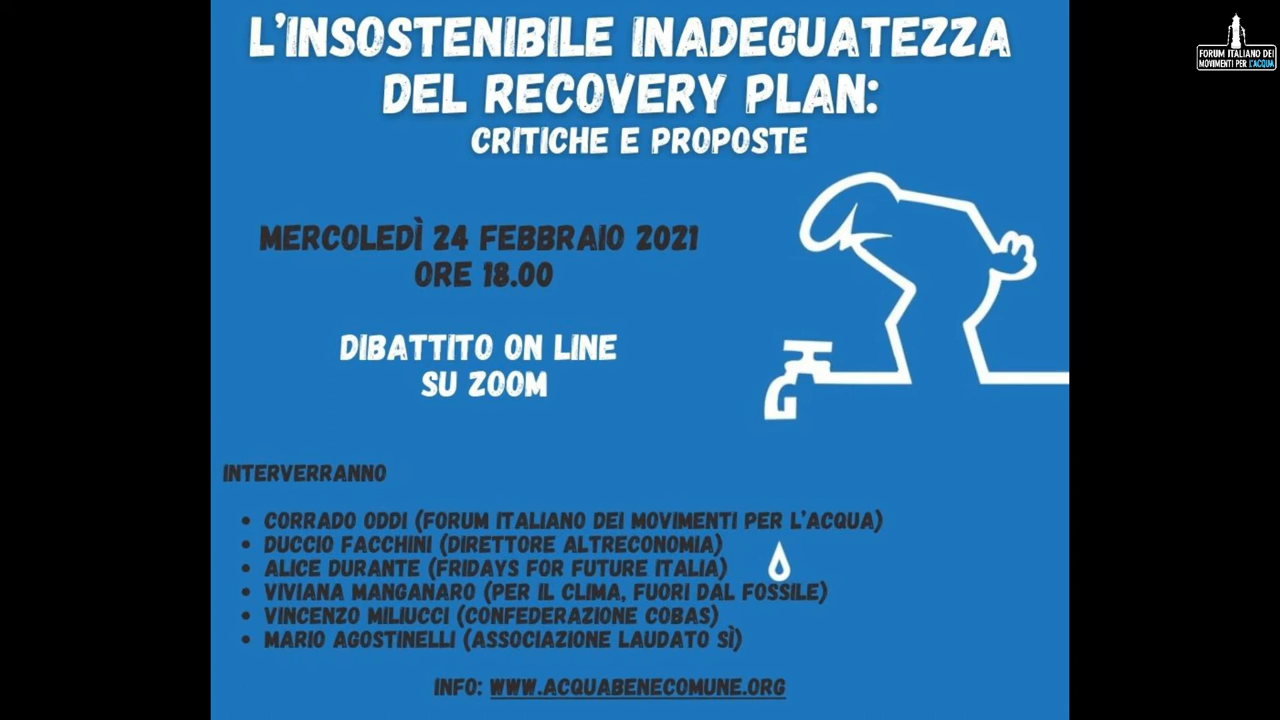 L'INSOSTENIBILE INADEGUATEZZA
DEL RECOVERY PLAN:
CRITICHE E PROPOSTE
FORUM ITALIANO DEI
MOVIMENTI PER L'ACQUA
MERCOLEDÌ 24 FEBBRAIO 2021
ORE 18.00
DIBATTITO ON LINE
SU ZOOM
INTERVERRANNO
• CORRADO ODDI (FORUM ITALIANO DEI MOVIMENTI PER L'ACQUA)
• DUCCIO FACCHINI (DIRETTORE ALTRECONOMIA)
• ALICE DURANTE (FRIDAYS FOR FUTURE ITALIA)
• VIVIANA MANGANARO (PER IL CLIMA, FUORI DAL FOSSILE)
• VINCENZO MILIUCCI (CONFEDERAZIONE COBAS)
• MARIO AGOSTINELLI (ASSOCIAZIONE LAUDATO SÌ)
INFO: WWW.ACQUABENECOMUNE.ORG